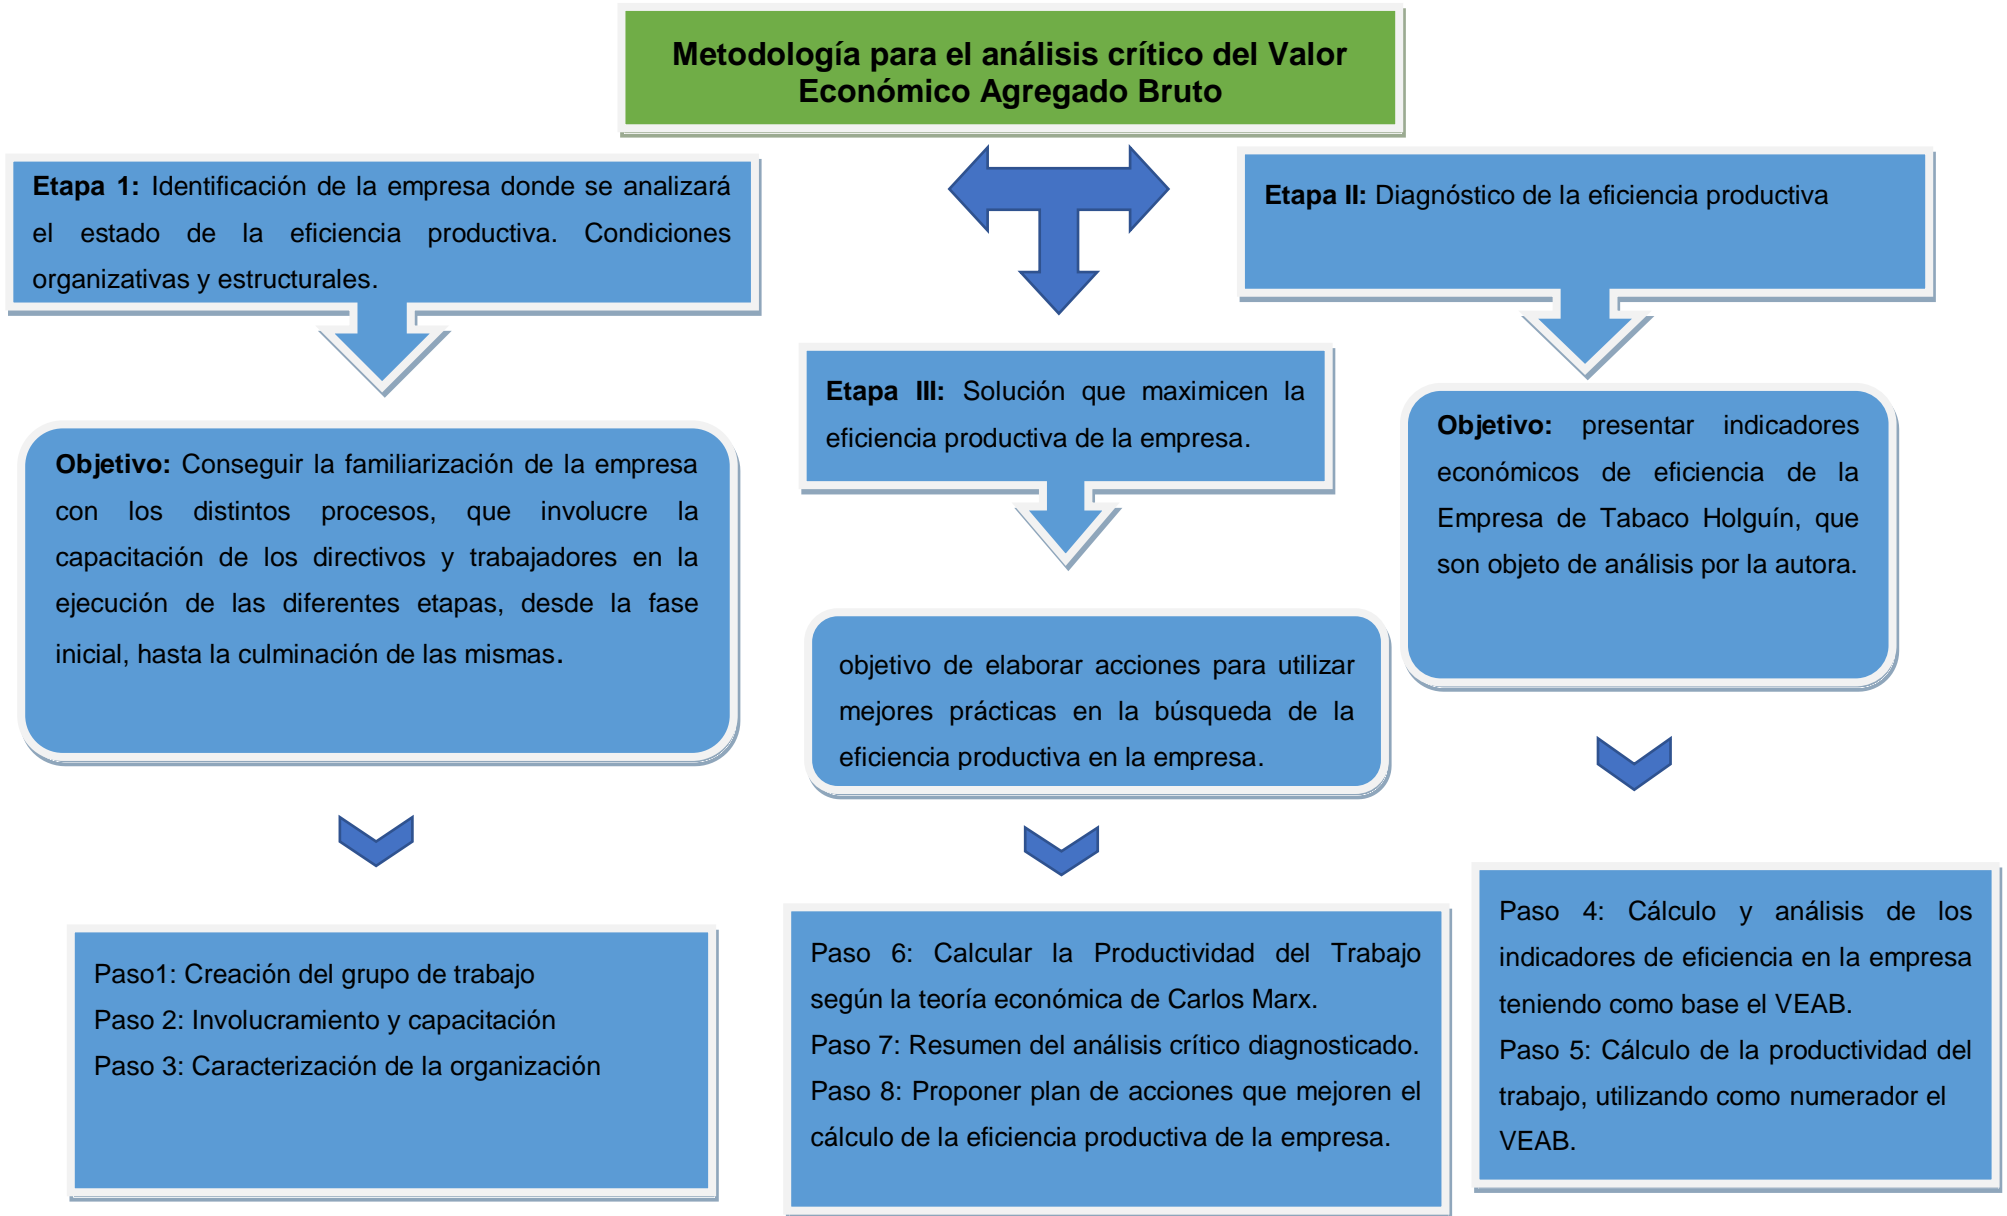 Metodología para el análisis crítico del Valor
Económico Agregado Bruto
Etapa 1: Identificación de la empresa donde se analizará
el estado de la eficiencia productiva. Condiciones
organizativas y estructurales.
Objetivo: Conseguir la familiarización de la empresa
con los distintos procesos, que involucre la
capacitación de los directivos y trabajadores en la
ejecución de las diferentes etapas, desde la fase
inicial, hasta la culminación de las mismas.
Paso1: Creación del grupo de trabajo
Paso 2: Involucramiento y capacitación
Paso 3: Caracterización de la organización
Etapa II: Diagnóstico de la eficiencia productiva
Objetivo: presentar indicadores
económicos de eficiencia de la
Empresa de Tabaco Holguín, que
son objeto de análisis por la autora.
Paso 4: Cálculo y análisis de los
indicadores de eficiencia en la empresa
teniendo como base el VEAB.
Paso 5: Cálculo de la productividad del
trabajo, utilizando como numerador el
VEAB.
Etapa III: Solución que maximicen la
eficiencia productiva de la empresa.
objetivo de elaborar acciones para utilizar
mejores prácticas en la búsqueda de la
eficiencia productiva en la empresa.
Paso 6: Calcular la Productividad del Trabajo
según la teoría económica de Carlos Marx.
Paso 7: Resumen del análisis crítico diagnosticado.
Paso 8: Proponer plan de acciones que mejoren el
cálculo de la eficiencia productiva de la empresa.